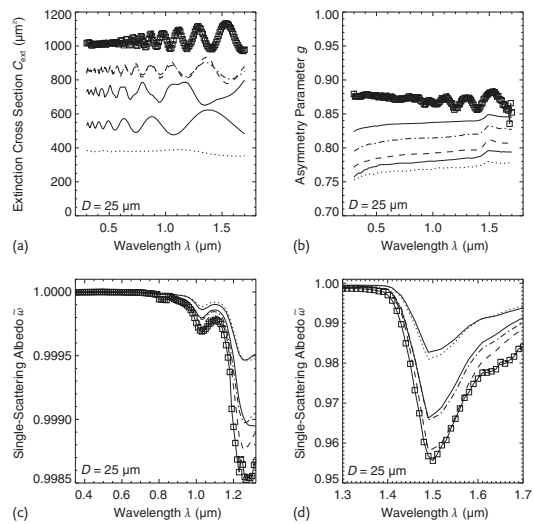 Extinction Cross Section C_ext (µm²)
1200
1000
800
600
400
200
0
D = 25 µm
0.5
1.0
1.5
(a)
Wavelength λ (µm)
Asymmetry Parameter g
1.00
0.95
0.90
0.85
0.80
0.75
0.70
D = 25 µm
0.5
1.0
1.5
(b)
Wavelength λ (µm)
Single-Scattering Albedo ω̃
1.0000
0.9995
0.9990
0.9985
D = 25 µm
0.4
0.6
0.8
1.0
1.2
(c)
Wavelength λ (µm)
Single-Scattering Albedo ω̃
1.00
0.99
0.98
0.97
0.96
0.95
D = 25 µm
1.3
1.4
1.5
1.6
1.7
(d)
Wavelength λ (µm)